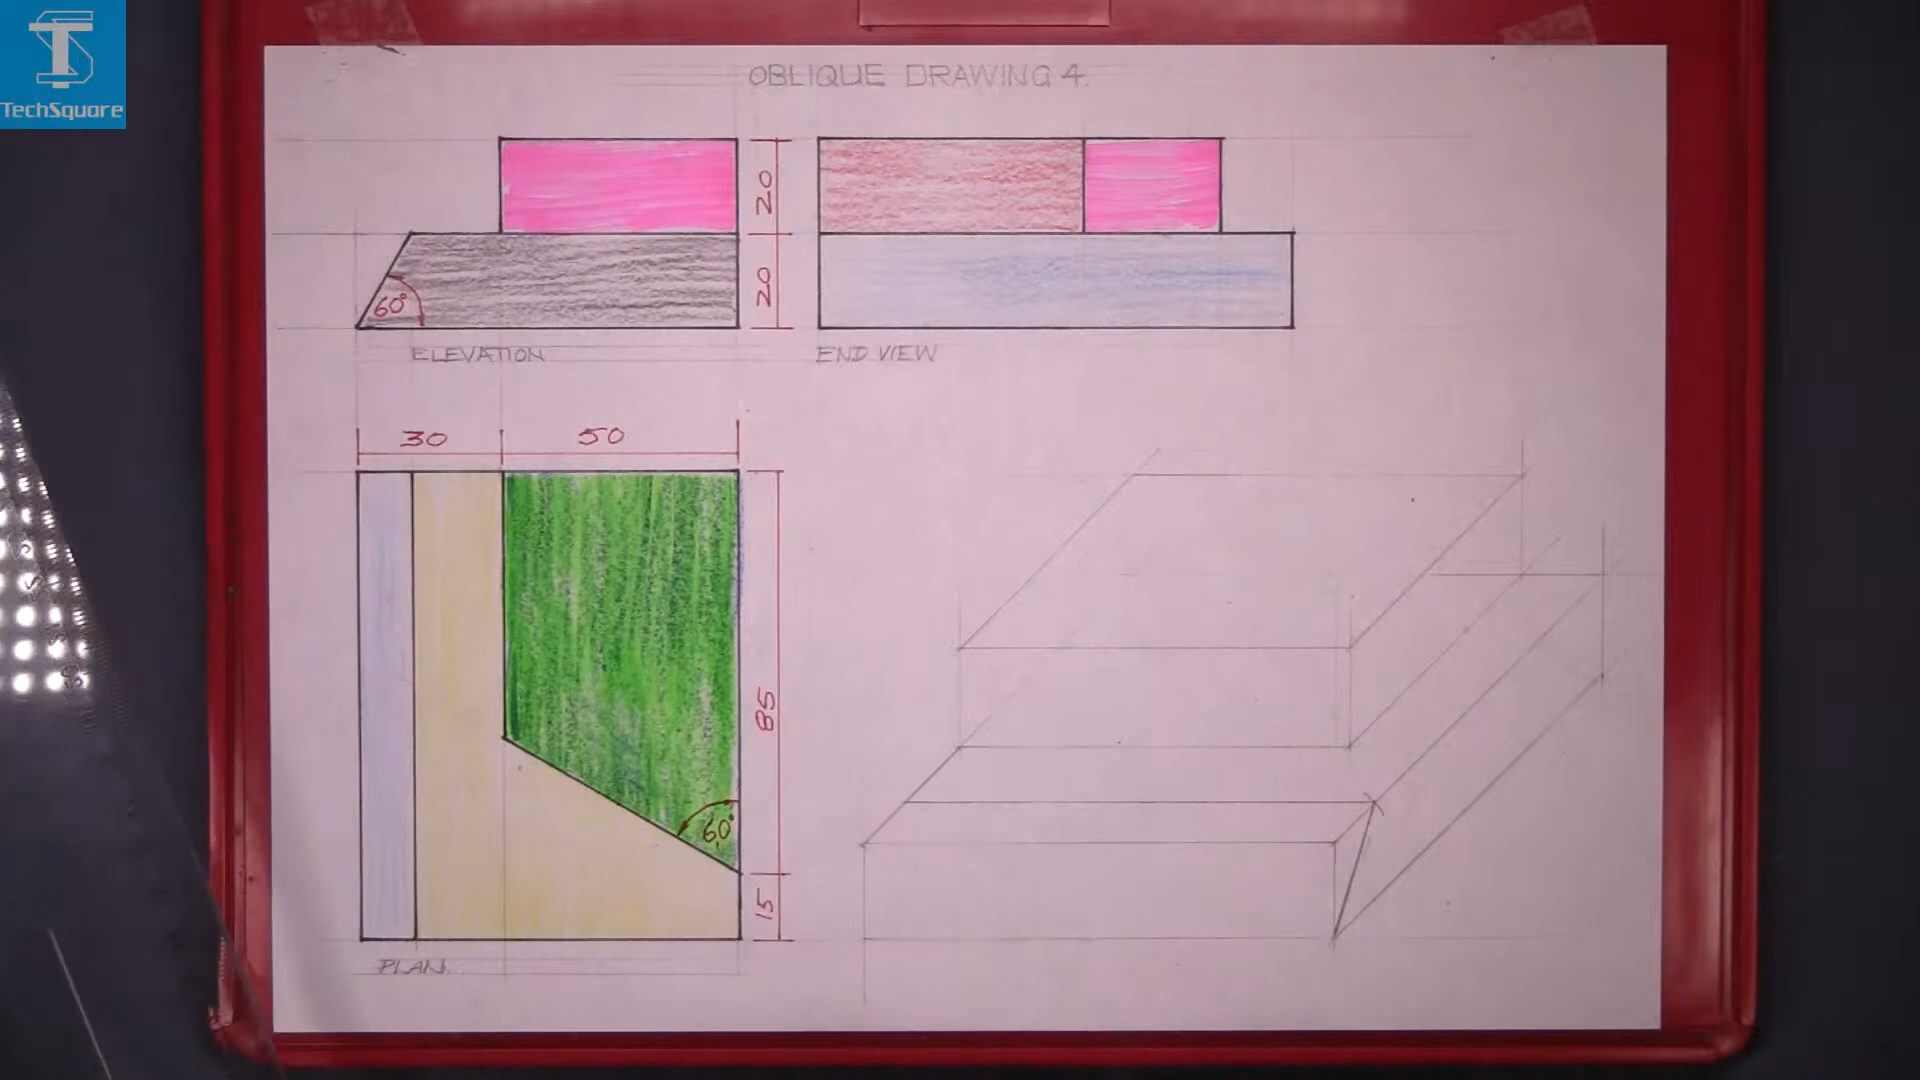 TechSquare
OBLIQUE DRAWING 4.
20
20
60°
ELEVATION
END VIEW
30
50
85
60°
15
PLAN.